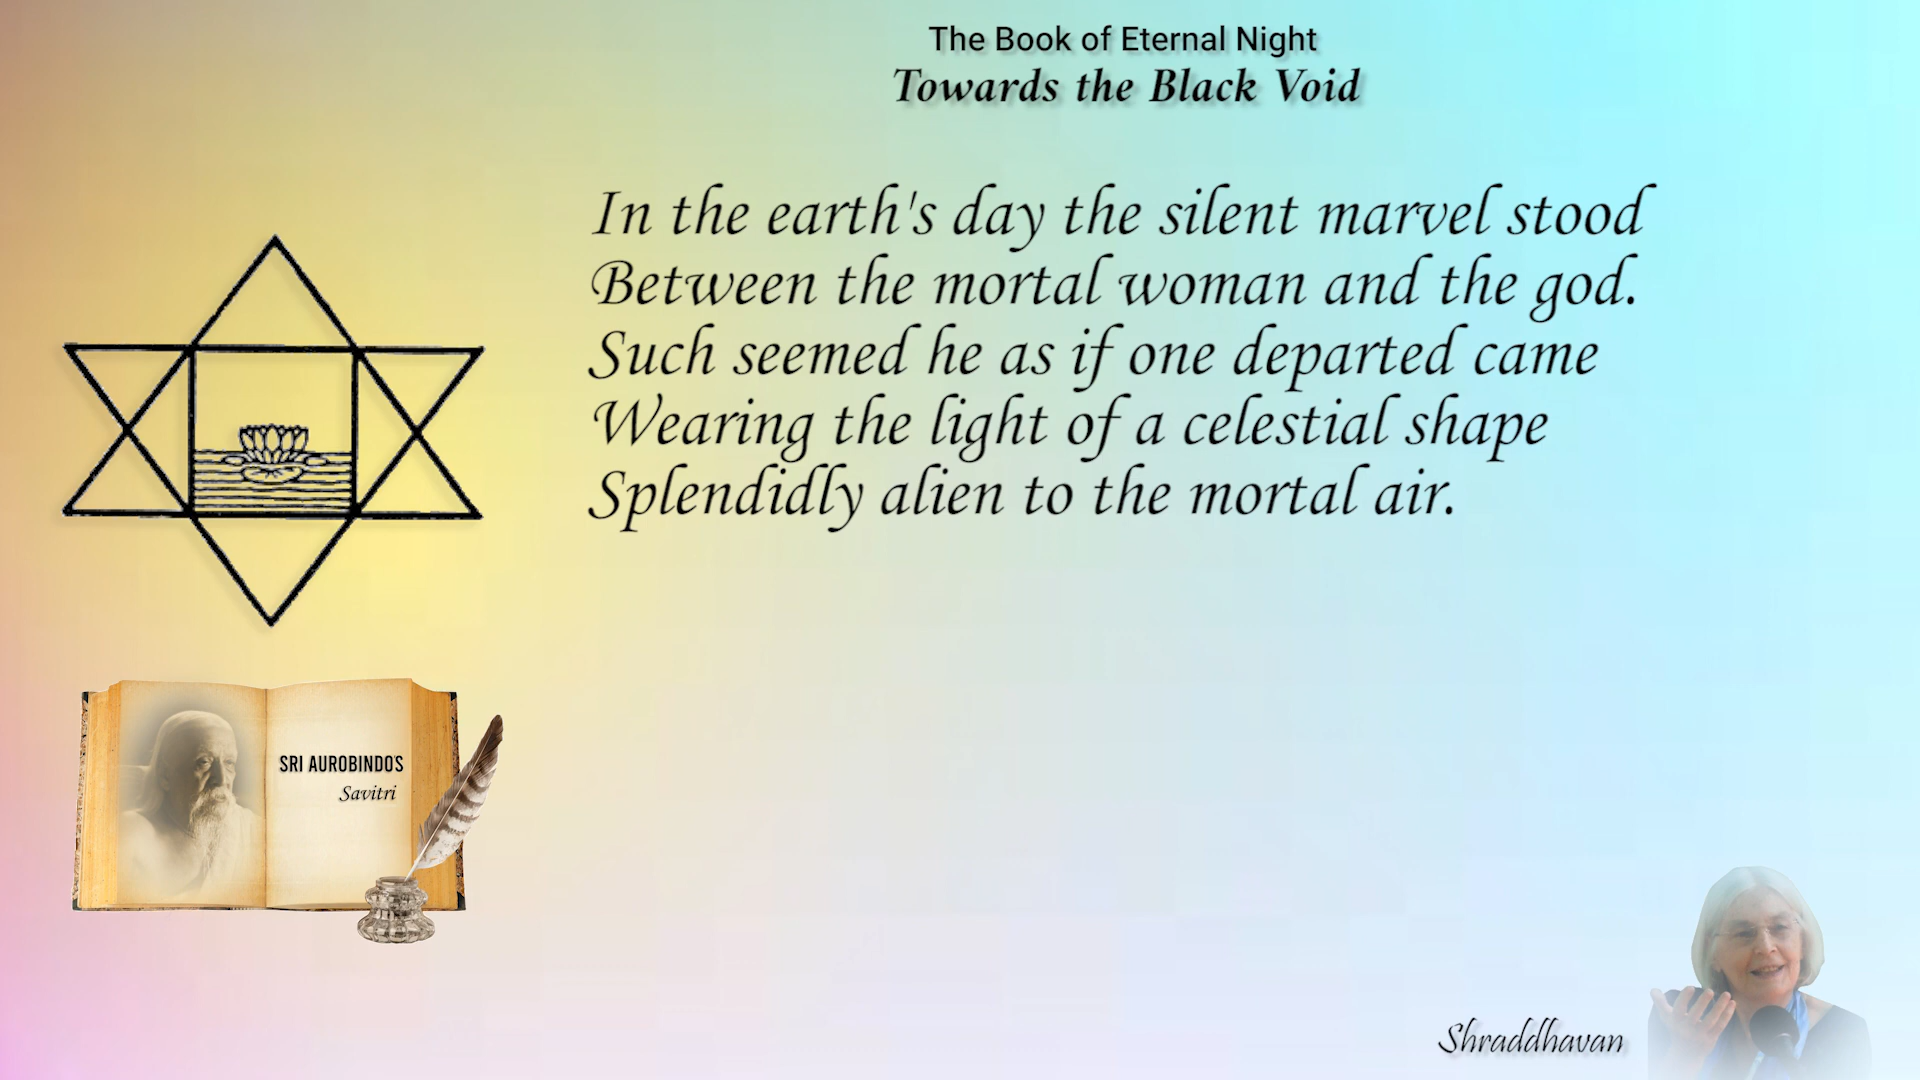 The Book of Eternal Night
Towards the Black Void
In the earth's day the silent marvel stood
Between the mortal woman and the god.
Such seemed he as if one departed came
Wearing the light of a celestial shape
Splendidly alien to the mortal air.
SRI AUROBINDO'S
Savitri
Shraddhavan